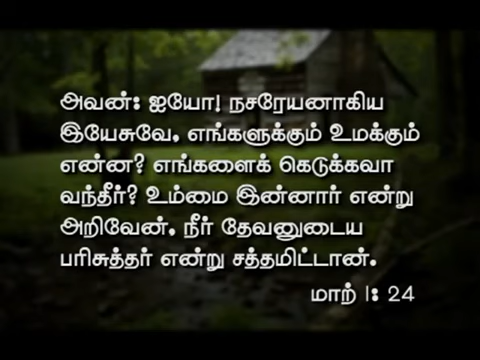 அவன்: ஐயோ! நசரேயனாகிய
இயேசுவே, எங்களுக்கும் உமக்கும்
என்ன? எங்களைக் கெடுக்கவா
வந்தீர்? உம்மை இன்னார் என்று
அறிவேன், நீர் தேவனுடைய
பரிசுத்தர் என்று சத்தமிட்டான்.
மாற் 1: 24